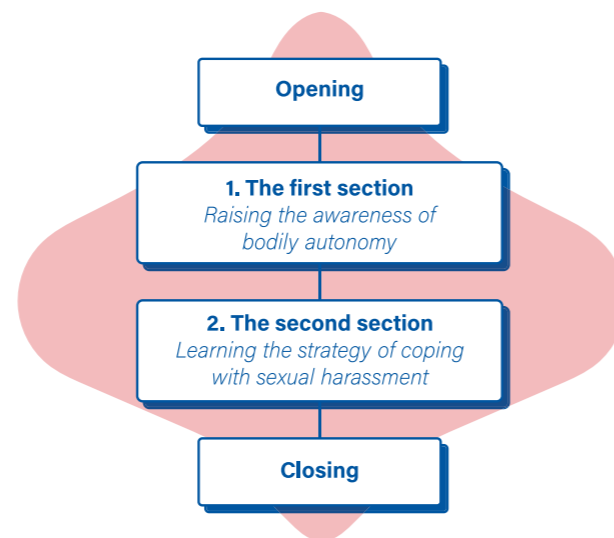 Opening
1. The first section
Raising the awareness of
bodily autonomy
2. The second section
Learning the strategy of coping
with sexual harassment
Closing